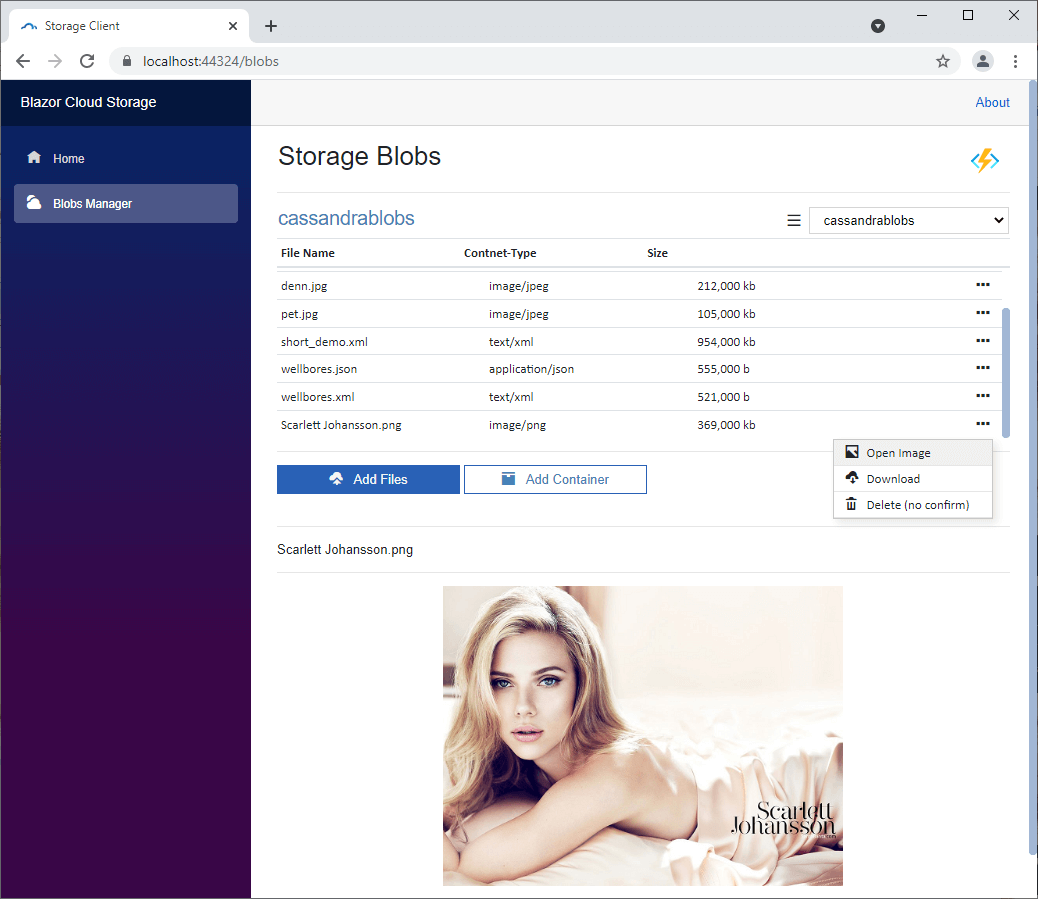 Storage Client
localhost:44324/blobs
Blazor Cloud Storage
About
Home
Blobs Manager
Storage Blobs
cassandrablobs
cassandrablobs
File Name Contnet-Type Size
denn.jpg image/jpeg 212,000 kb
pet.jpg image/jpeg 105,000 kb
short_demo.xml text/xml 954,000 kb
wellbores.json application/json 555,000 b
wellbores.xml text/xml 521,000 b
Scarlett Johansson.png image/png 369,000 kb
Open Image
Download
Delete (no confirm)
Add Files
Add Container
Scarlett Johansson.png
Scarlett
Johansson